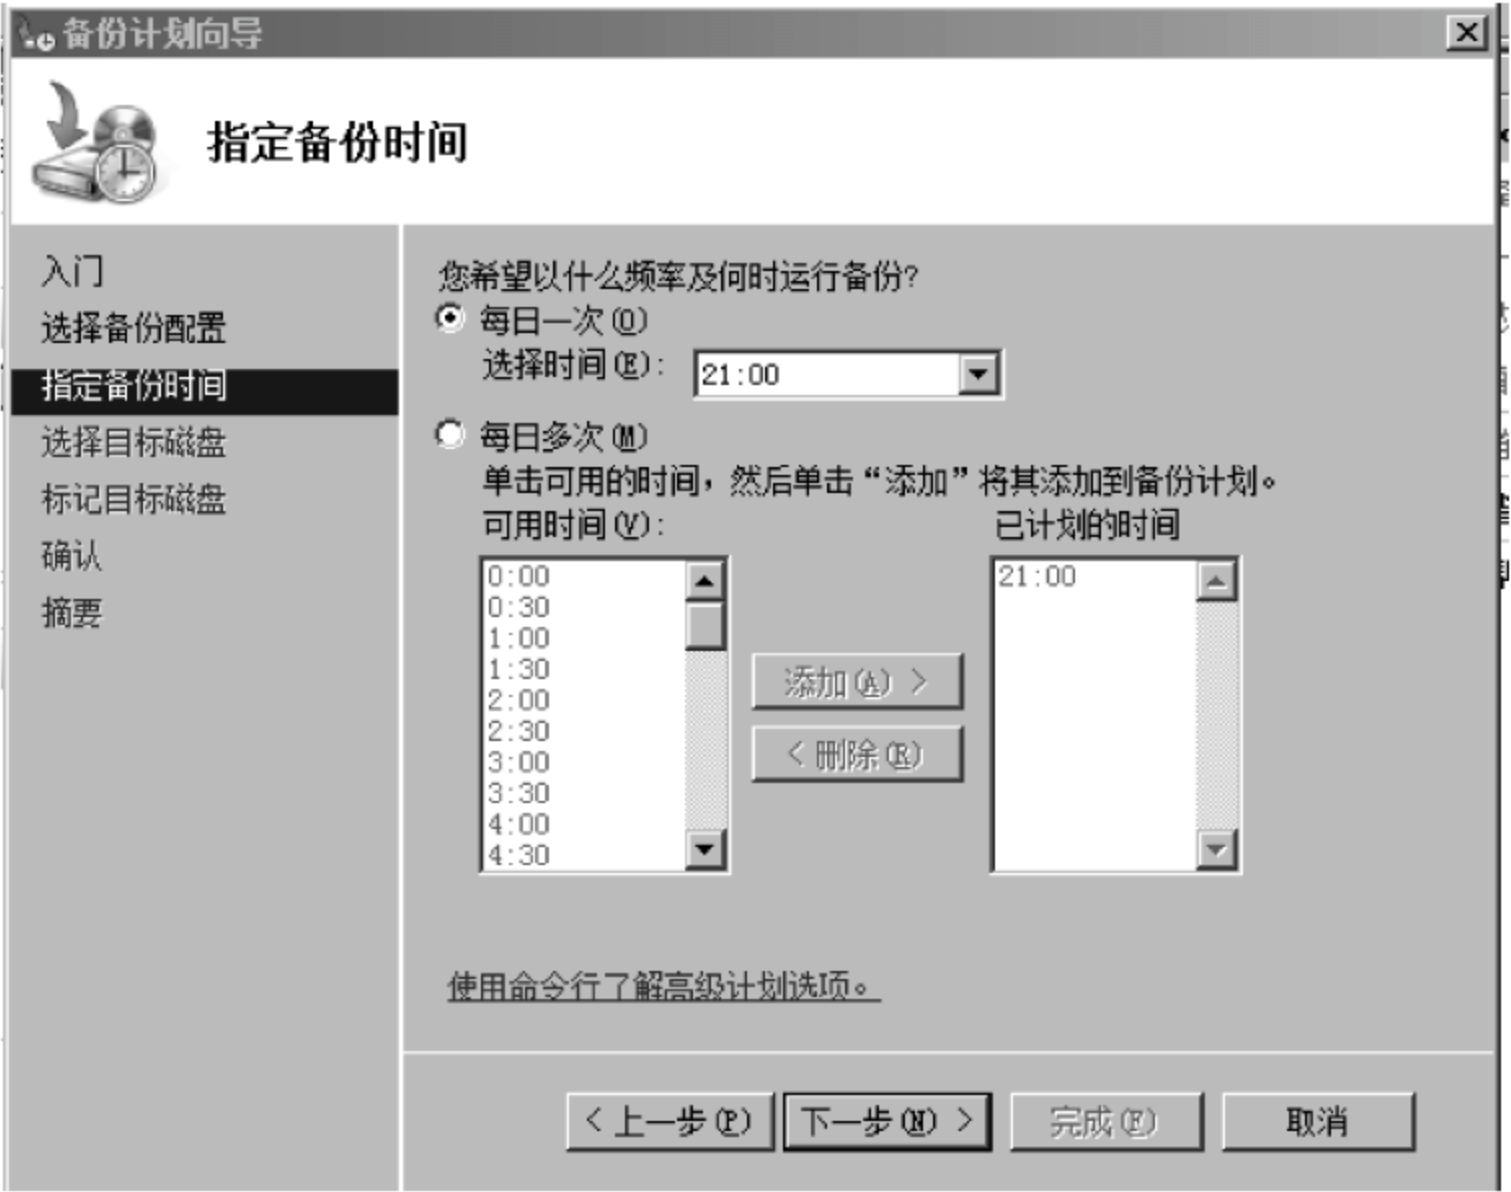 备份计划向导
指定备份时间
入门
选择备份配置
指定备份时间
选择目标磁盘
标记目标磁盘
确认
摘要
您希望以什么频率及何时运行备份?
每日一次(O)
选择时间(E): 21:00
每日多次(M)
单击可用的时间，然后单击“添加”将其添加到备份计划。
可用时间(V):
0:00
0:30
1:00
1:30
2:00
2:30
3:00
3:30
4:00
4:30
添加(A) >
< 删除(R)
已计划的时间
21:00
使用命令行了解高级计划选项。
< 上一步(P) 下一步(N) > 完成(F) 取消